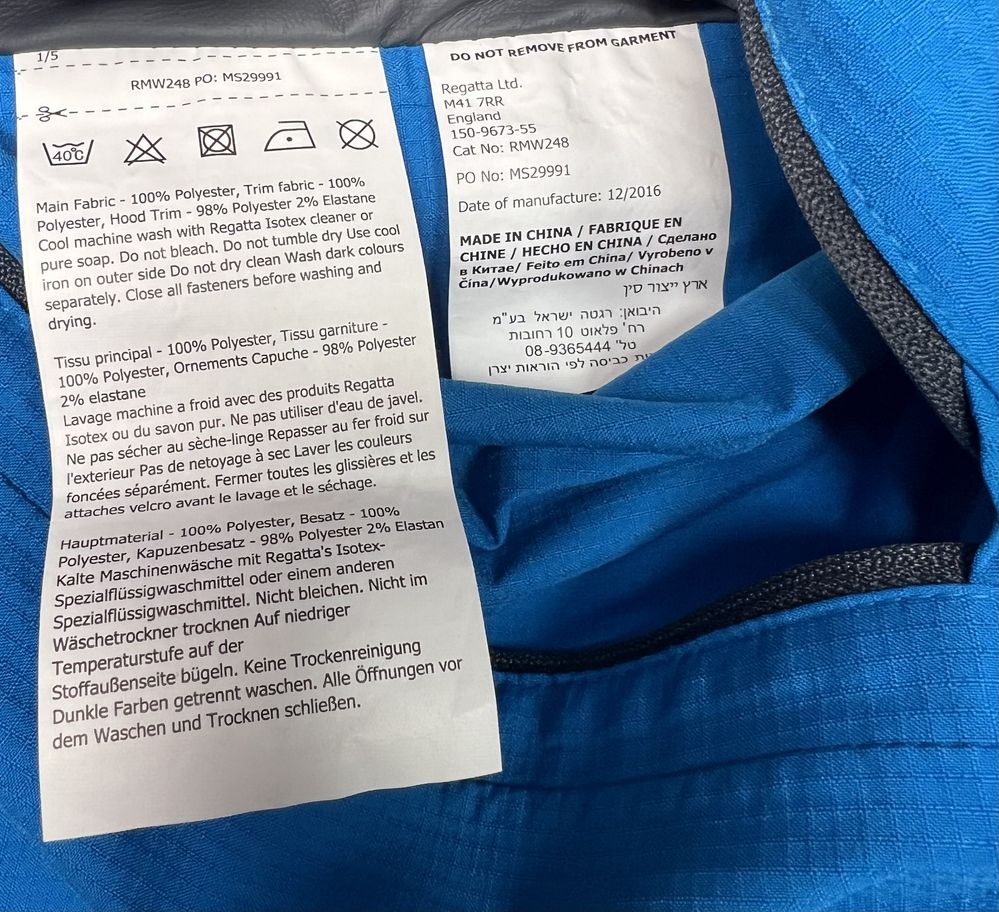 1/5
RMW248 PO: MS29991
40°C
Main Fabric - 100% Polyester, Trim fabric - 100%
Polyester, Hood Trim - 98% Polyester 2% Elastane
Cool machine wash with Regatta Isotex cleaner or
pure soap. Do not bleach. Do not tumble dry Use cool
iron on outer side Do not dry clean Wash dark colours
separately. Close all fasteners before washing and
drying.
Tissu principal - 100% Polyester, Tissu garniture -
100% Polyester, Ornements Capuche - 98% Polyester
2% elastane
Lavage machine a froid avec des produits Regatta
Isotex ou du savon pur. Ne pas utiliser d'eau de javel.
Ne pas sécher au sèche-linge Repasser au fer froid sur
l'exterieur Pas de netoyage à sec Laver les couleurs
foncées séparément. Fermer toutes les glissières et les
attaches velcro avant le lavage et le séchage.
Hauptmaterial - 100% Polyester, Besatz - 100%
Polyester, Kapuzenbesatz - 98% Polyester 2% Elastan
Kalte Maschinenwäsche mit Regatta's Isotex-
Spezialflüssigwaschmittel oder einem anderen
Spezialflüssigwaschmittel. Nicht bleichen. Nicht im
Wäschetrockner trocknen Auf niedriger
Temperaturstufe auf der
Stoffaußenseite bügeln. Keine Trockenreinigung
Dunkle Farben getrennt waschen. Alle Öffnungen vor
dem Waschen und Trocknen schließen.
DO NOT REMOVE FROM GARMENT
Regatta Ltd.
M41 7RR
England
150-9673-55
Cat No: RMW248
PO No: MS29991
Date of manufacture: 12/2016
MADE IN CHINA / FABRIQUE EN
CHINE / HECHO EN CHINA / Сделано
в Китае/ Feito em China/ Vyrobeno v
Čína/Wyprodukowano w Chinach
ארץ ייצור סין
היבואן: רגטה ישראל בע"מ
רח' פלאוט 10 רחובות
טל' 08-9365444
כביסה לפי הוראות יצרן